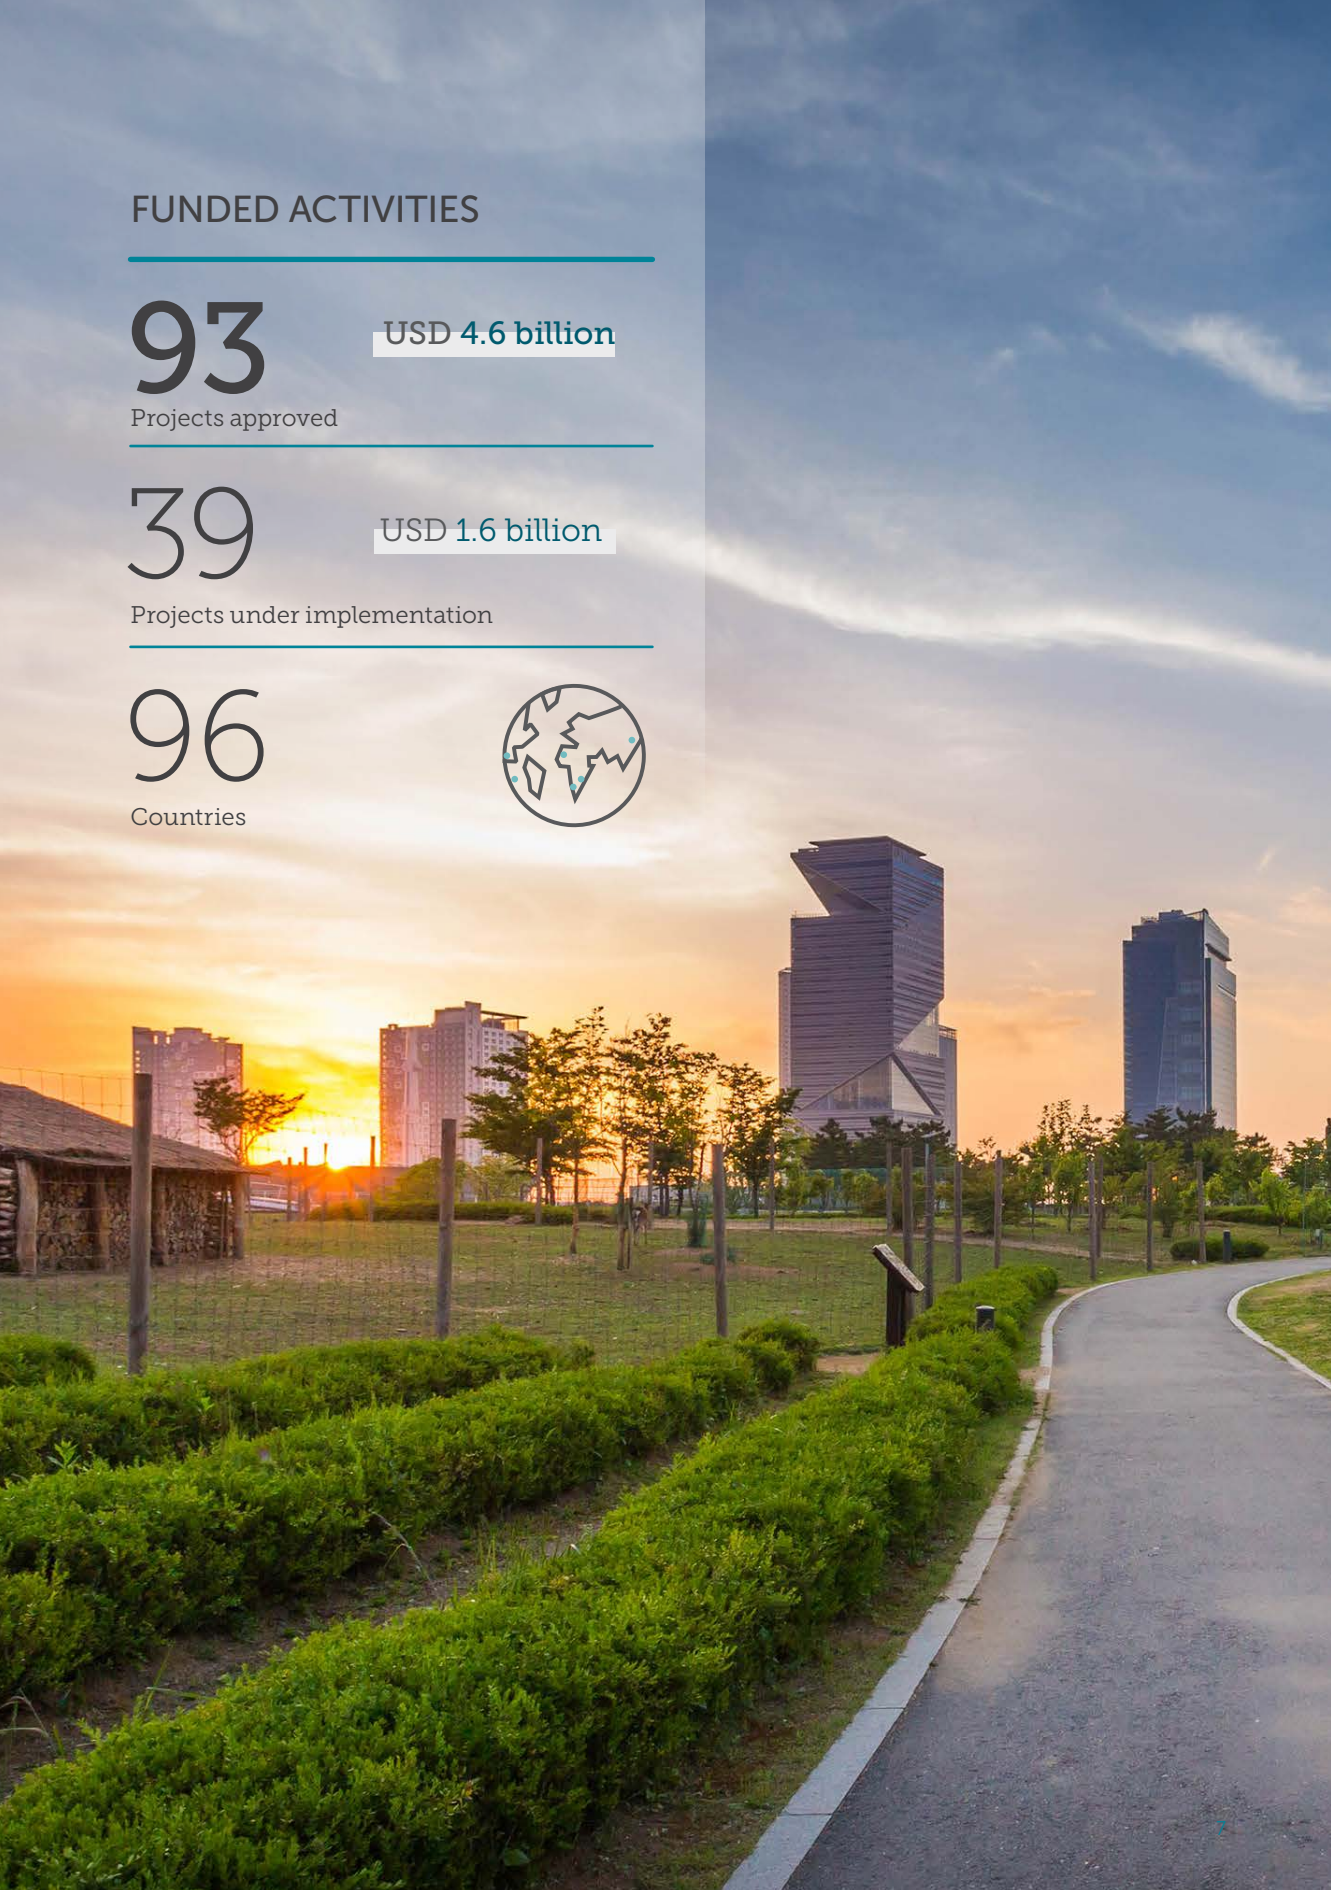 FUNDED ACTIVITIES
93
USD 4.6 billion
Projects approved
39
USD 1.6 billion
Projects under implementation
96
Countries
7